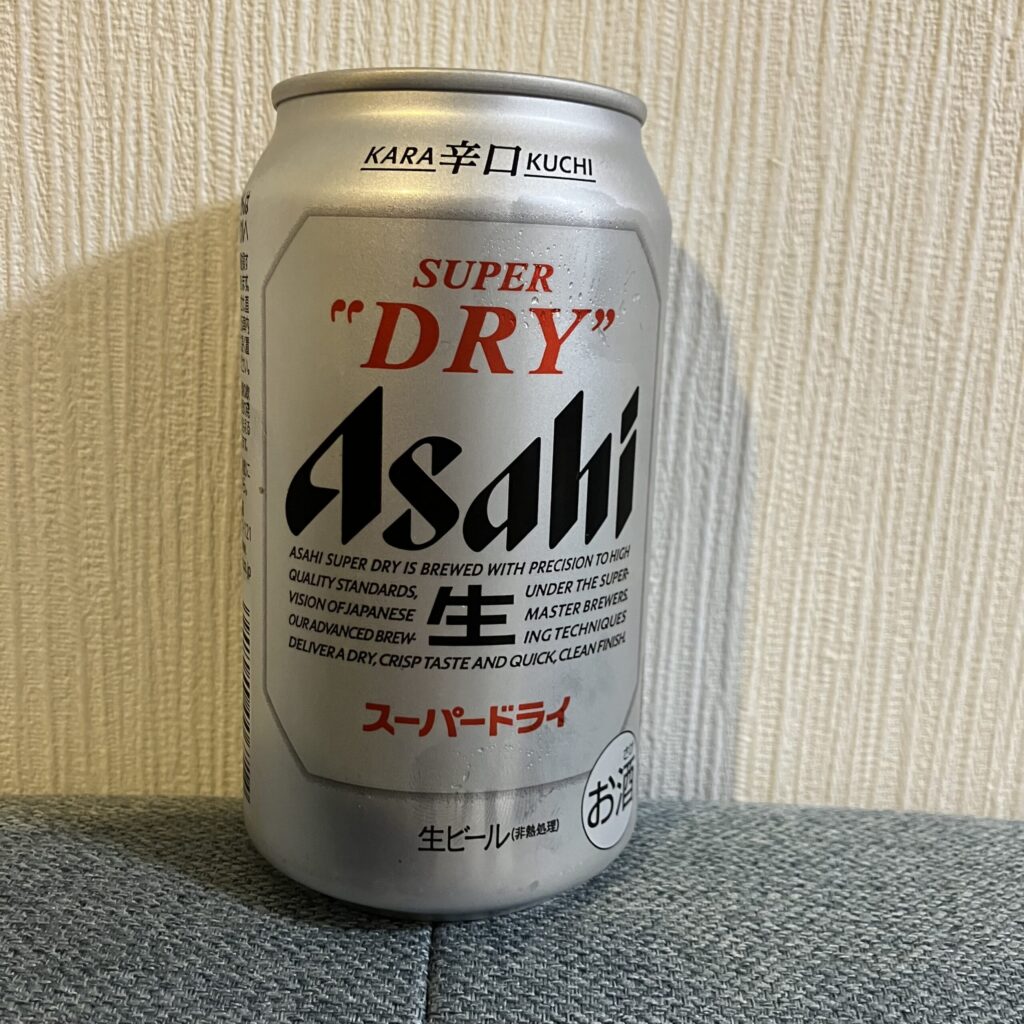 KARA 辛口 KUCHI
SUPER
"DRY"
Asahi
ASAHI SUPER DRY IS BREWED WITH PRECISION TO HIGH
QUALITY STANDARDS, UNDER THE SUPER-
VISION OF JAPANESE MASTER BREWERS.
生
OUR ADVANCED BREW- ING TECHNIQUES
DELIVER A DRY, CRISP TASTE AND QUICK, CLEAN FINISH.
スーパードライ
お酒
生ビール(非熱処理)